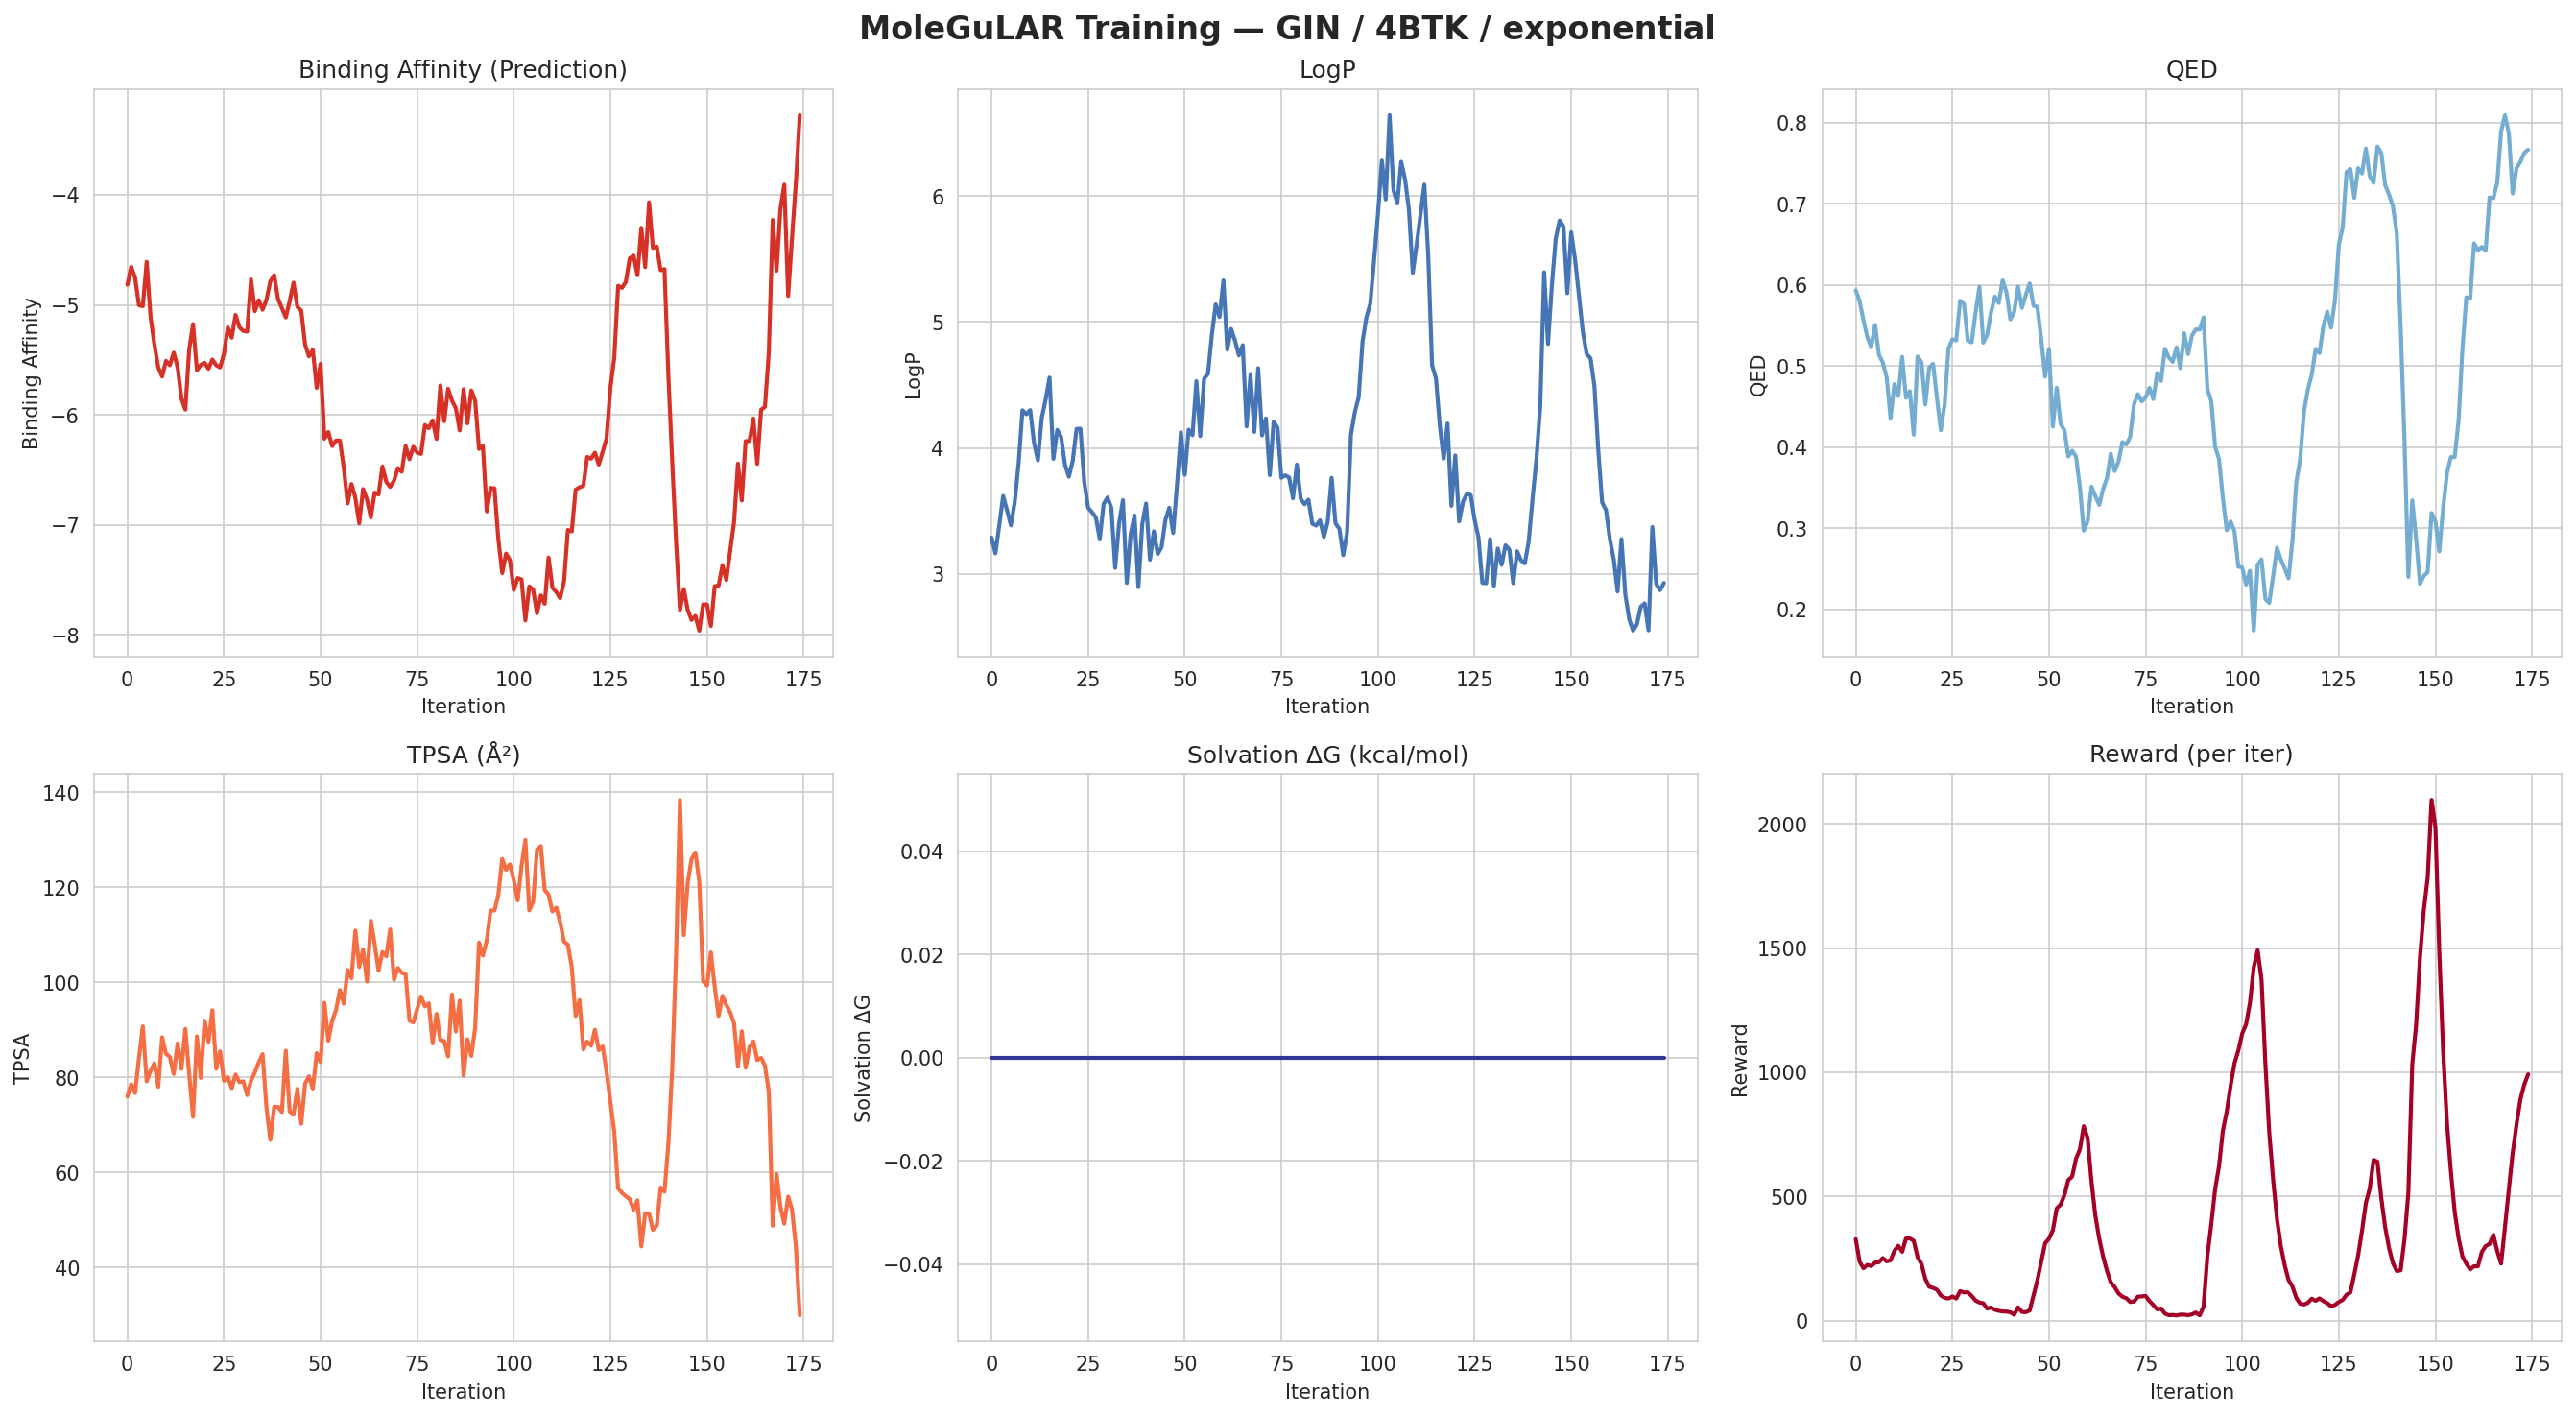 MoleGuLAR Training — GIN / 4BTK / exponential
Binding Affinity (Prediction)
Binding Affinity
−4
−5
−6
−7
−8
0 25 50 75 100 125 150 175
Iteration
LogP
LogP
6
5
4
3
0 25 50 75 100 125 150 175
Iteration
QED
QED
0.8
0.7
0.6
0.5
0.4
0.3
0.2
0 25 50 75 100 125 150 175
Iteration
TPSA (Å²)
TPSA
140
120
100
80
60
40
0 25 50 75 100 125 150 175
Iteration
Solvation ΔG (kcal/mol)
Solvation ΔG
0.04
0.02
0.00
−0.02
−0.04
0 25 50 75 100 125 150 175
Iteration
Reward (per iter)
Reward
2000
1500
1000
500
0
0 25 50 75 100 125 150 175
Iteration